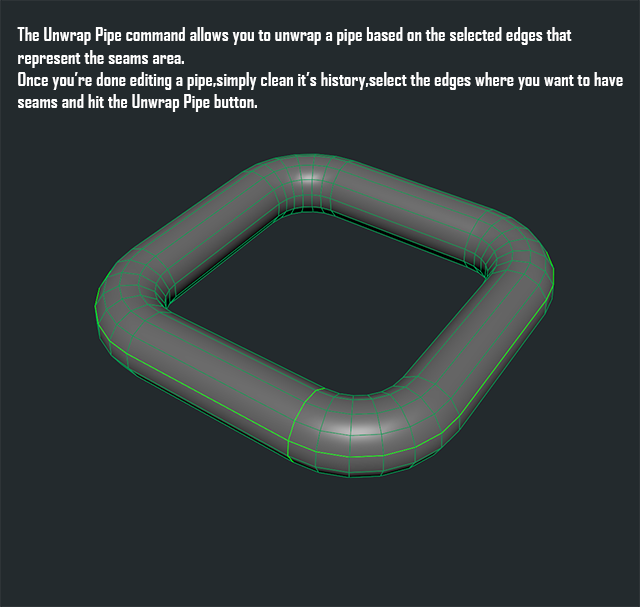 The Unwrap Pipe command allows you to unwrap a pipe based on the selected edges that
represent the seams area.
Once you're done editing a pipe,simply clean it's history,select the edges where you want to have
seams and hit the Unwrap Pipe button.